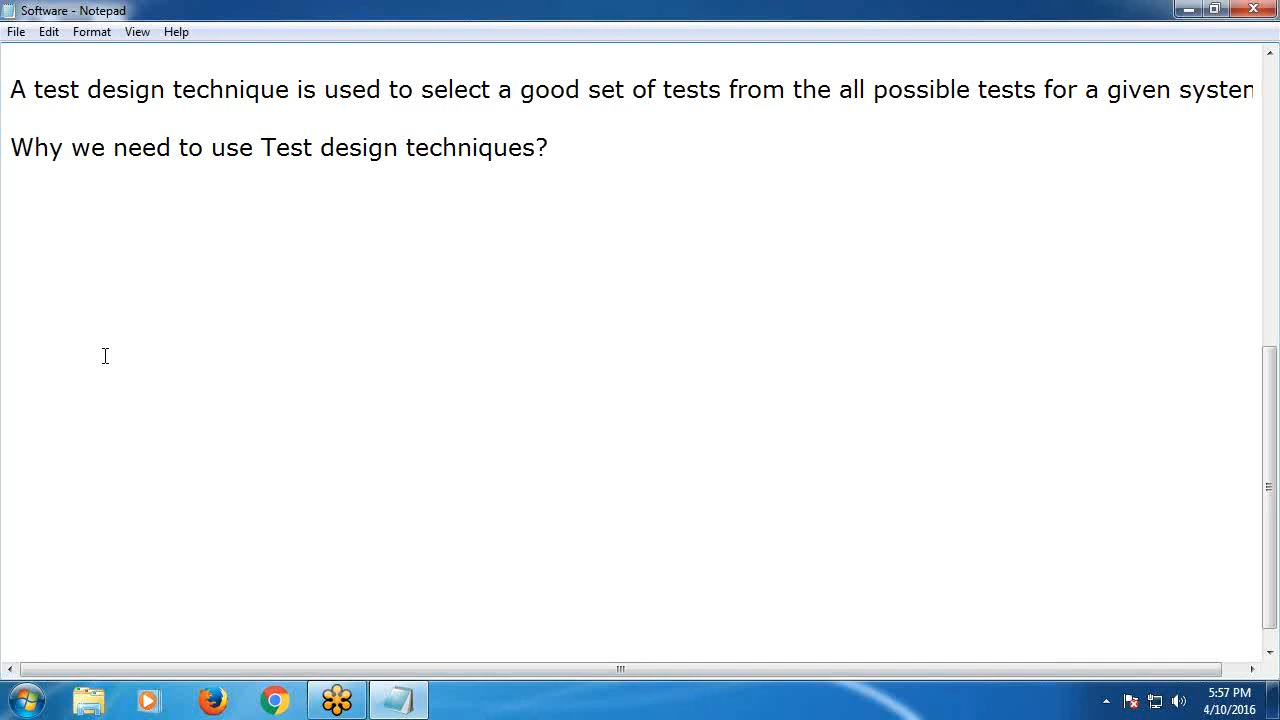 Software - Notepad
File Edit Format View Help
A test design technique is used to select a good set of tests from the all possible tests for a given
Why we need to use Test design techniques?
5:57 PM
4/10/2016